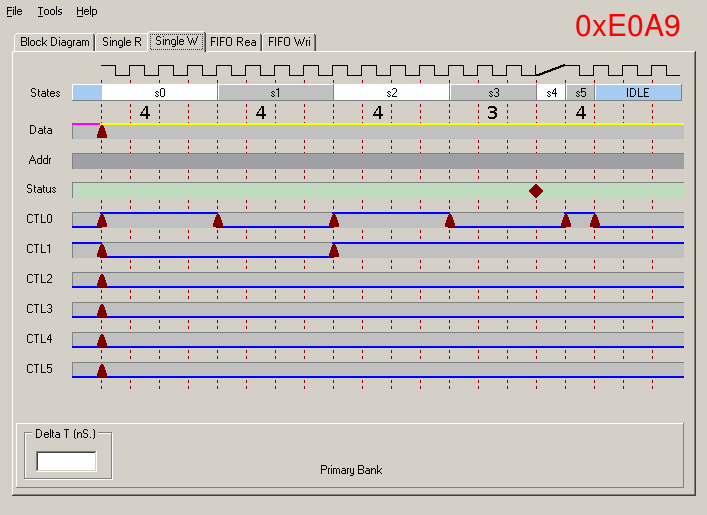 File Tools Help
0xE0A9
Block Diagram Single R Single W FIFO Rea FIFO Wri
States s0 s1 s2 s3 s4 s5 IDLE
4 4 4 3 4
Data
Addr
Status
CTL0
CTL1
CTL2
CTL3
CTL4
CTL5
Delta T (nS.)
Primary Bank